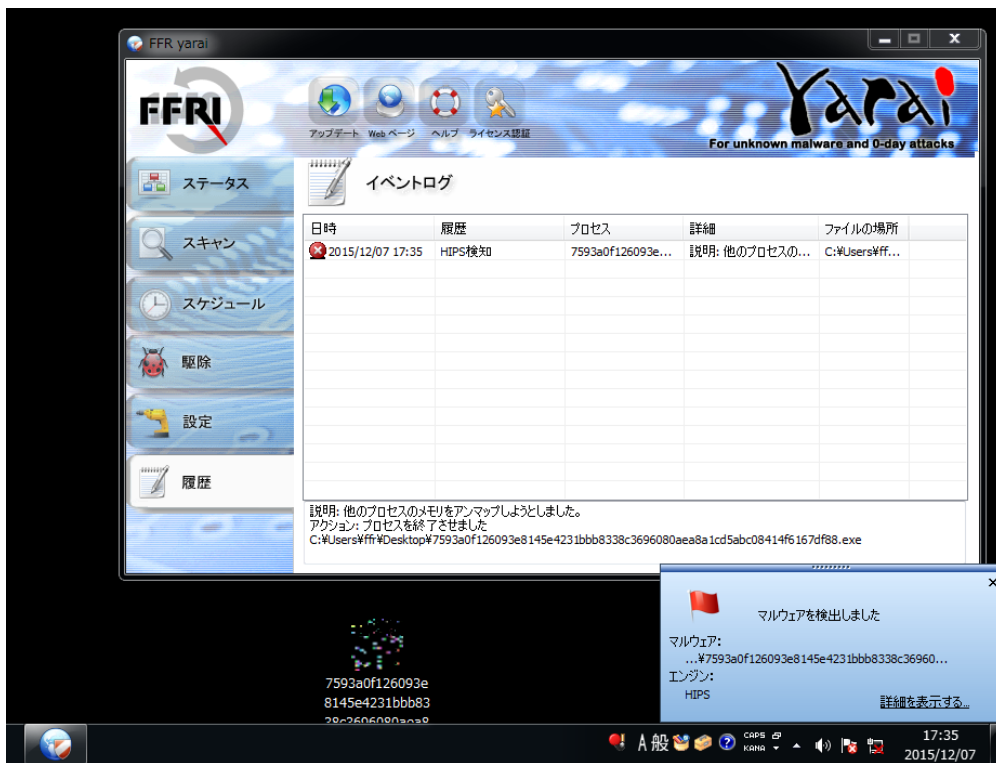 FFR yarai
FFRI
アップデート Web ページ ヘルプ ライセンス認証
Yarai
For unknown malware and 0-day attacks
ステータス
スキャン
スケジュール
駆除
設定
履歴
イベントログ
日時 履歴 プロセス 詳細 ファイルの場所
2015/12/07 17:35 HIPS検知 7593a0f126093e... 説明: 他のプロセスの... C:¥Users¥ff...
説明: 他のプロセスのメモリをアンマップしようとしました。
アクション: プロセスを終了させました
C:¥Users¥ffr¥Desktop¥7593a0f126093e8145e4231bbb8338c3696080aea8a1cd5abc08414f6167df88.exe
マルウェアを検出しました
マルウェア:
...¥7593a0f126093e8145e4231bbb8338c36960...
エンジン:
HIPS
詳細を表示する...
7593a0f126093e
8145e4231bbb83
38c3696080aea8
A 般 CAPS KANA
17:35
2015/12/07